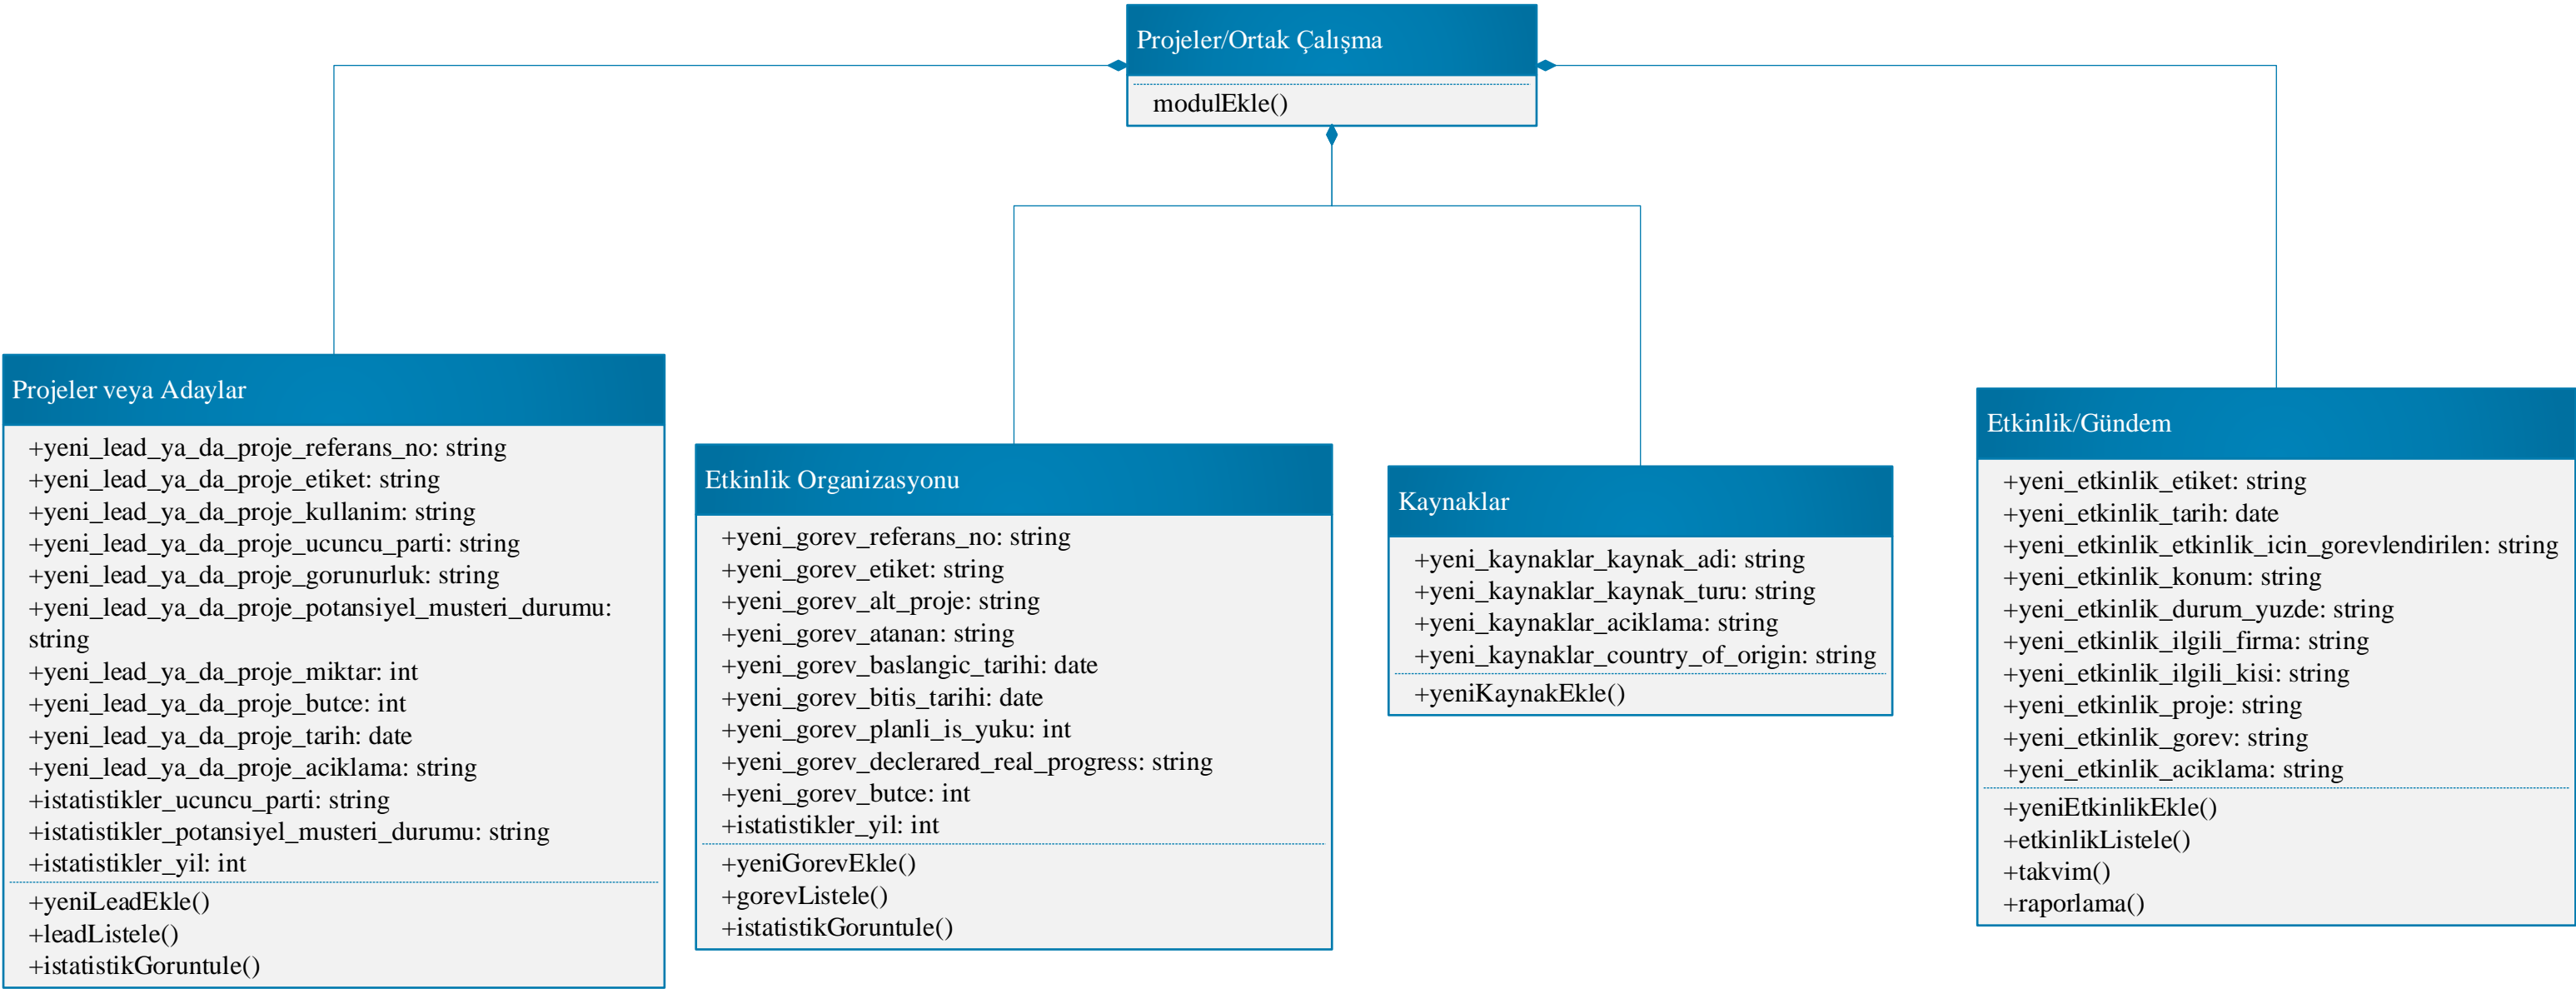 Projeler/Ortak Çalışma
modulEkle()
Projeler veya Adaylar
+yeni_lead_ya_da_proje_referans_no: string
+yeni_lead_ya_da_proje_etiket: string
+yeni_lead_ya_da_proje_kullanim: string
+yeni_lead_ya_da_proje_ucuncu_parti: string
+yeni_lead_ya_da_proje_gorunurluk: string
+yeni_lead_ya_da_proje_potansiyel_musteri_durumu:
string
+yeni_lead_ya_da_proje_miktar: int
+yeni_lead_ya_da_proje_butce: int
+yeni_lead_ya_da_proje_tarih: date
+yeni_lead_ya_da_proje_aciklama: string
+istatistikler_ucuncu_parti: string
+istatistikler_potansiyel_musteri_durumu: string
+istatistikler_yil: int
+yeniLeadEkle()
+leadListele()
+istatistikGoruntule()
Etkinlik Organizasyonu
+yeni_gorev_referans_no: string
+yeni_gorev_etiket: string
+yeni_gorev_alt_proje: string
+yeni_gorev_atanan: string
+yeni_gorev_baslangic_tarihi: date
+yeni_gorev_bitis_tarihi: date
+yeni_gorev_planli_is_yuku: int
+yeni_gorev_declerared_real_progress: string
+yeni_gorev_butce: int
+istatistikler_yil: int
+yeniGorevEkle()
+gorevListele()
+istatistikGoruntule()
Kaynaklar
+yeni_kaynaklar_kaynak_adi: string
+yeni_kaynaklar_kaynak_turu: string
+yeni_kaynaklar_aciklama: string
+yeni_kaynaklar_country_of_origin: string
+yeniKaynakEkle()
Etkinlik/Gündem
+yeni_etkinlik_etiket: string
+yeni_etkinlik_tarih: date
+yeni_etkinlik_etkinlik_icin_gorevlendirilen: string
+yeni_etkinlik_konum: string
+yeni_etkinlik_durum_yuzde: string
+yeni_etkinlik_ilgili_firma: string
+yeni_etkinlik_ilgili_kisi: string
+yeni_etkinlik_proje: string
+yeni_etkinlik_gorev: string
+yeni_etkinlik_aciklama: string
+yeniEtkinlikEkle()
+etkinlikListele()
+takvim()
+raporlama()